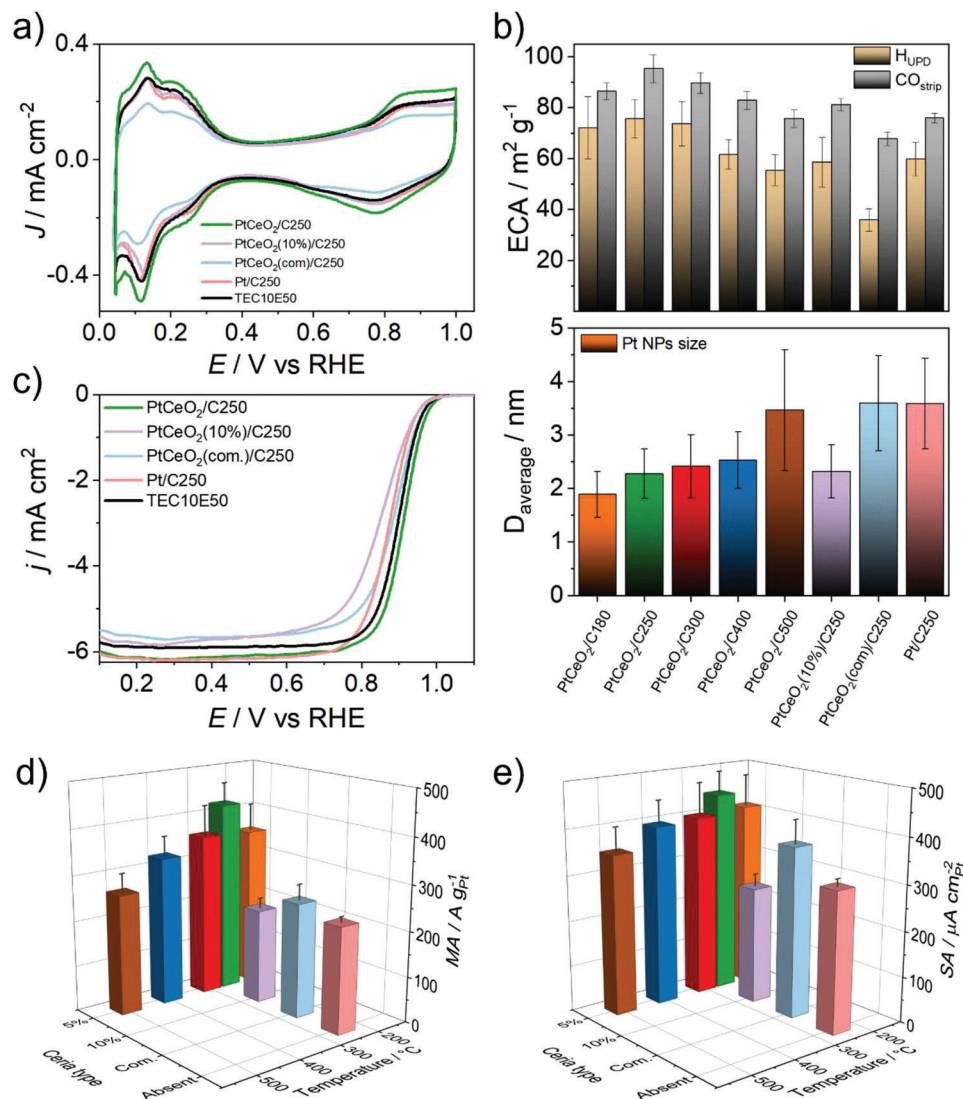 a)
0.4
0.0
-0.4
J / mA cm-2
PtCeO2/C250
PtCeO2(10%)/C250
PtCeO2(com)/C250
Pt/C250
TEC10E50
0.0 0.2 0.4 0.6 0.8 1.0
E / V vs RHE
b)
100
80
60
40
20
ECA / m2 g-1
HUPD
COstrip
5
4
3
2
1
0
Daverage / nm
Pt NPs size
PtCeO2/C180
PtCeO2/C250
PtCeO2/C300
PtCeO2/C400
PtCeO2/C500
PtCeO2(10%)/C250
PtCeO2(com)/C250
Pt/C250
c)
0
-2
-4
-6
j / mA cm2
PtCeO2/C250
PtCeO2(10%)/C250
PtCeO2(com.)/C250
Pt/C250
TEC10E50
0.2 0.4 0.6 0.8 1.0
E / V vs RHE
d)
500
400
300
200
100
0
MA / A gPt-1
5%
10%
Com.
Absent
Ceria type
500
400
300
200
Temperature / °C
e)
500
400
300
200
100
0
SA / μA cmPt-2
5%
10%
Com.
Absent
Ceria type
500
400
300
200
Temperature / °C